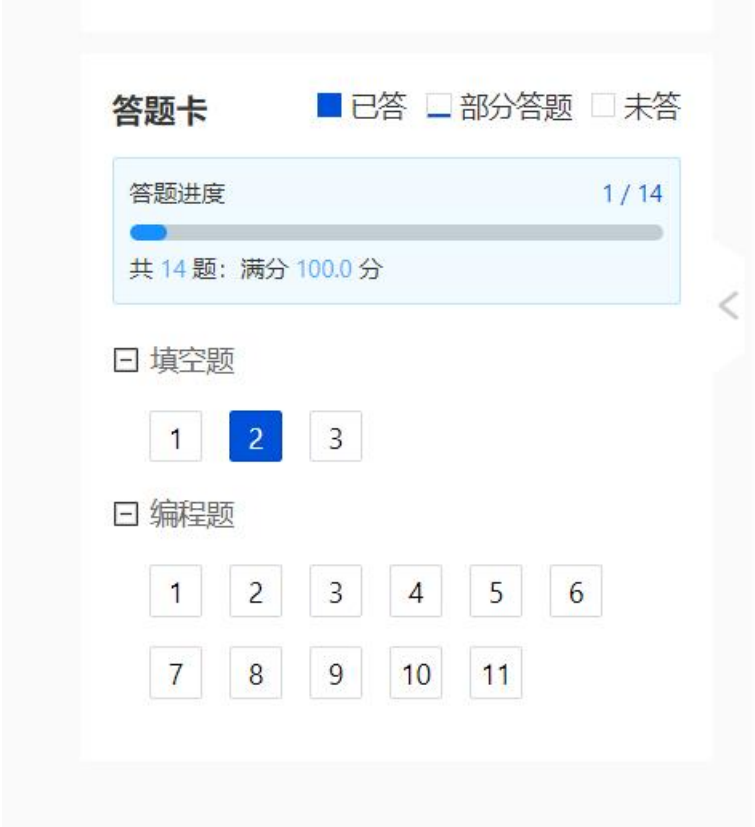 答题卡 已答 部分答题 未答
答题进度 1 / 14
共 14 题：满分 100.0 分
填空题
1 2 3
编程题
1 2 3 4 5 6
7 8 9 10 11